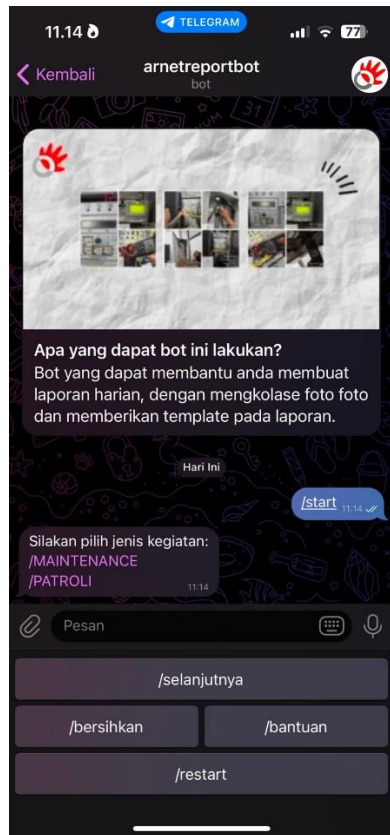 11.14
TELEGRAM
77
Kembali
arnetreportbot
bot
Apa yang dapat bot ini lakukan?
Bot yang dapat membantu anda membuat
laporan harian, dengan mengkolase foto foto
dan memberikan template pada laporan.
Hari Ini
/start 11:14
Silakan pilih jenis kegiatan:
/MAINTENANCE
/PATROLI
11:14
Pesan
/selanjutnya
/bersihkan
/bantuan
/restart